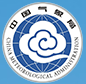 中国气象局
CHINA METEOROLOGICAL ADMINISTRATION